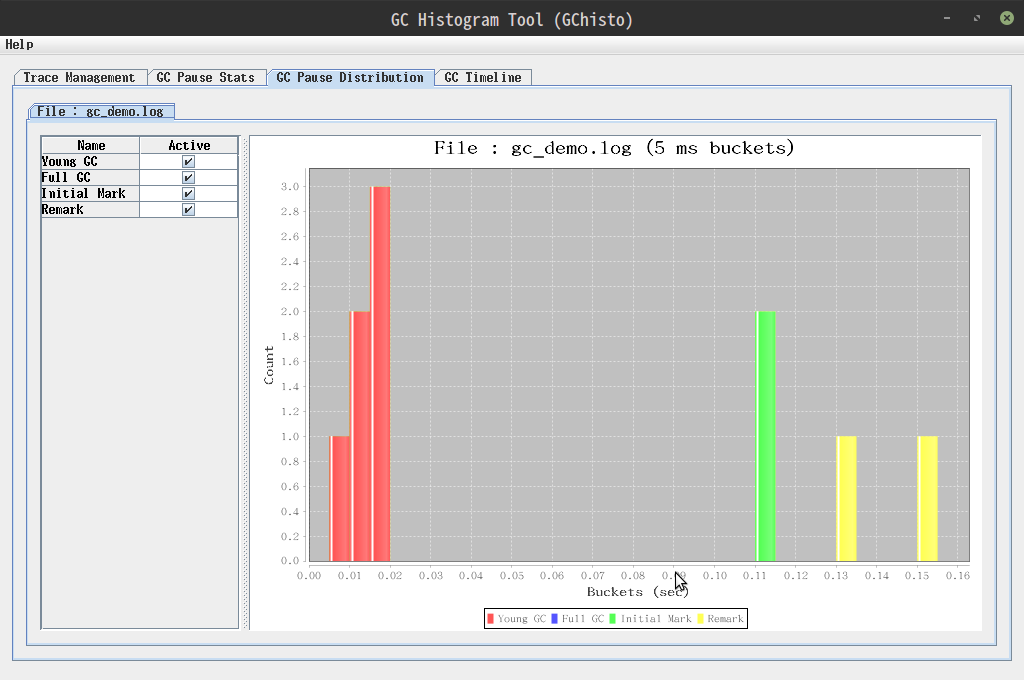 GC Histogram Tool (GChisto)
Help
Trace Management GC Pause Stats GC Pause Distribution GC Timeline
File : gc_demo.log
Name Active
Young GC
Full GC
Initial Mark
Remark
File : gc_demo.log (5 ms buckets)
3.0
2.8
2.6
2.4
2.2
2.0
1.8
1.6
1.4
1.2
1.0
0.8
0.6
0.4
0.2
0.0
Count
0.00 0.01 0.02 0.03 0.04 0.05 0.06 0.07 0.08 0.09 0.10 0.11 0.12 0.13 0.14 0.15 0.16
Buckets (sec)
Young GC Full GC Initial Mark Remark